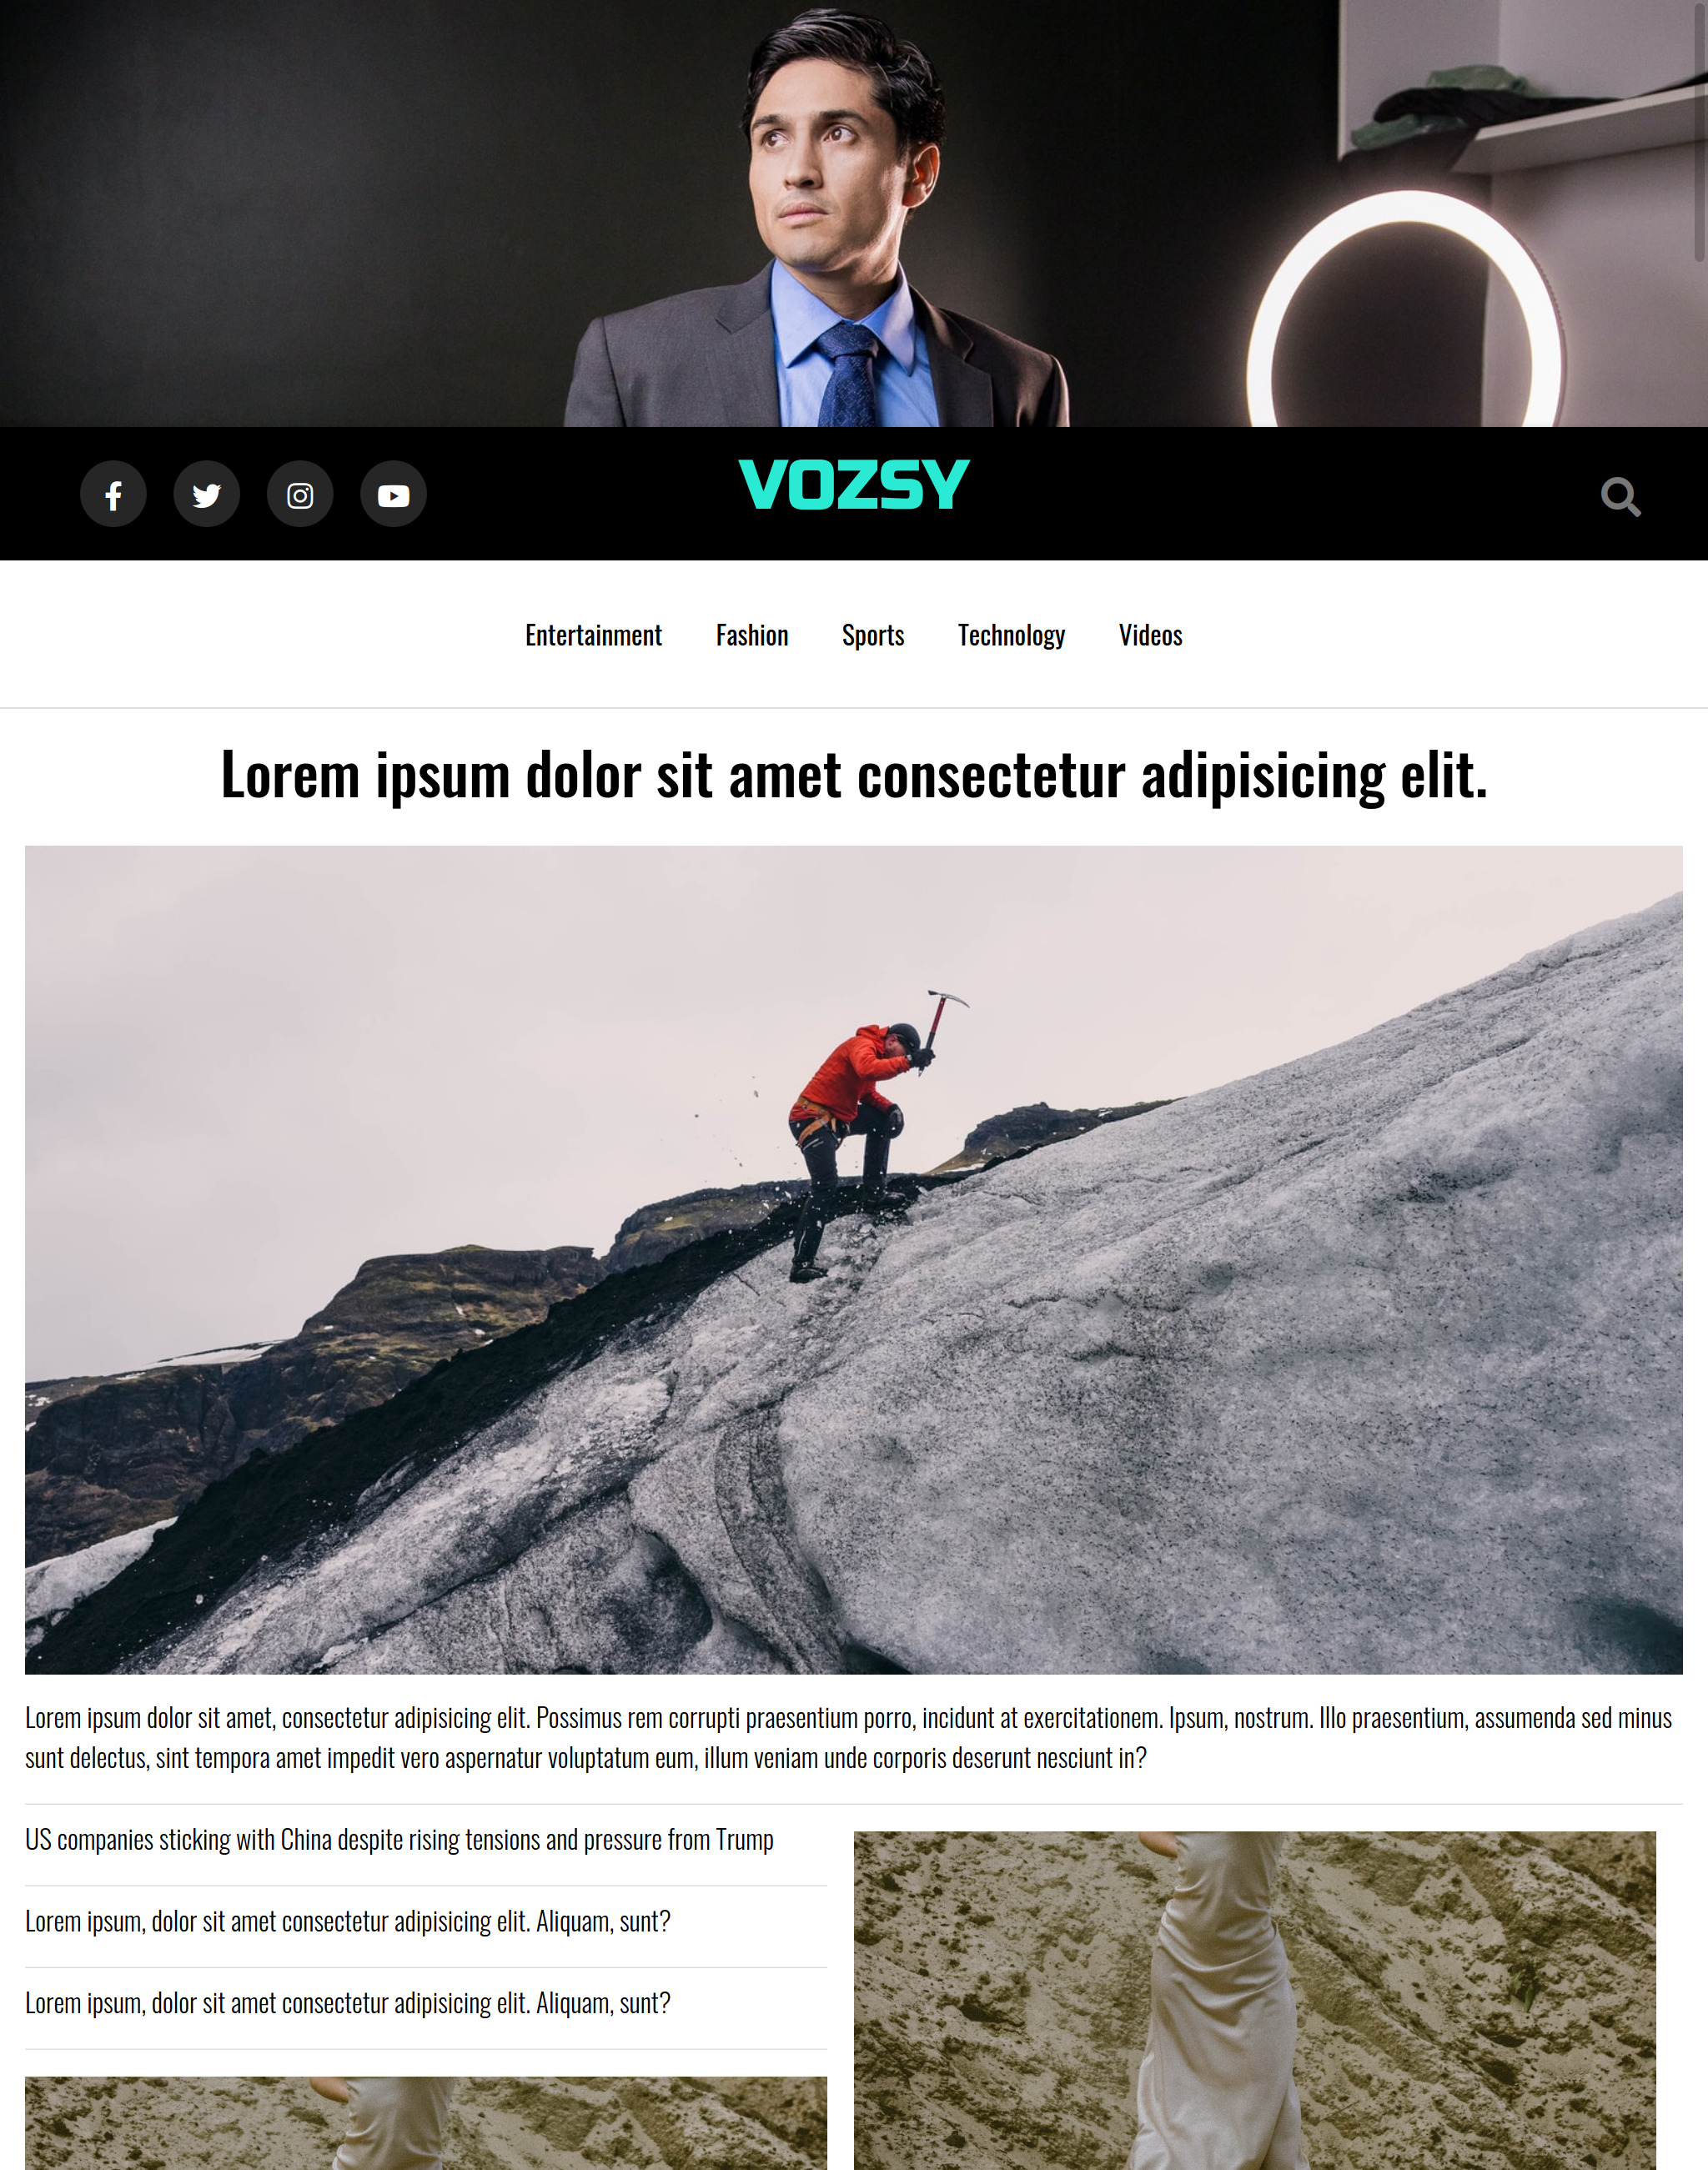 VOZSY
Entertainment Fashion Sports Technology Videos
Lorem ipsum dolor sit amet consectetur adipisicing elit.
Lorem ipsum dolor sit amet, consectetur adipisicing elit. Possimus rem corrupti praesentium porro, incidunt at exercitationem. Ipsum, nostrum. Illo praesentium, assumenda sed minus
sunt delectus, sint tempora amet impedit vero aspernatur voluptatum eum, illum veniam unde corporis deserunt nesciunt in?
US companies sticking with China despite rising tensions and pressure from Trump
Lorem ipsum, dolor sit amet consectetur adipisicing elit. Aliquam, sunt?
Lorem ipsum, dolor sit amet consectetur adipisicing elit. Aliquam, sunt?